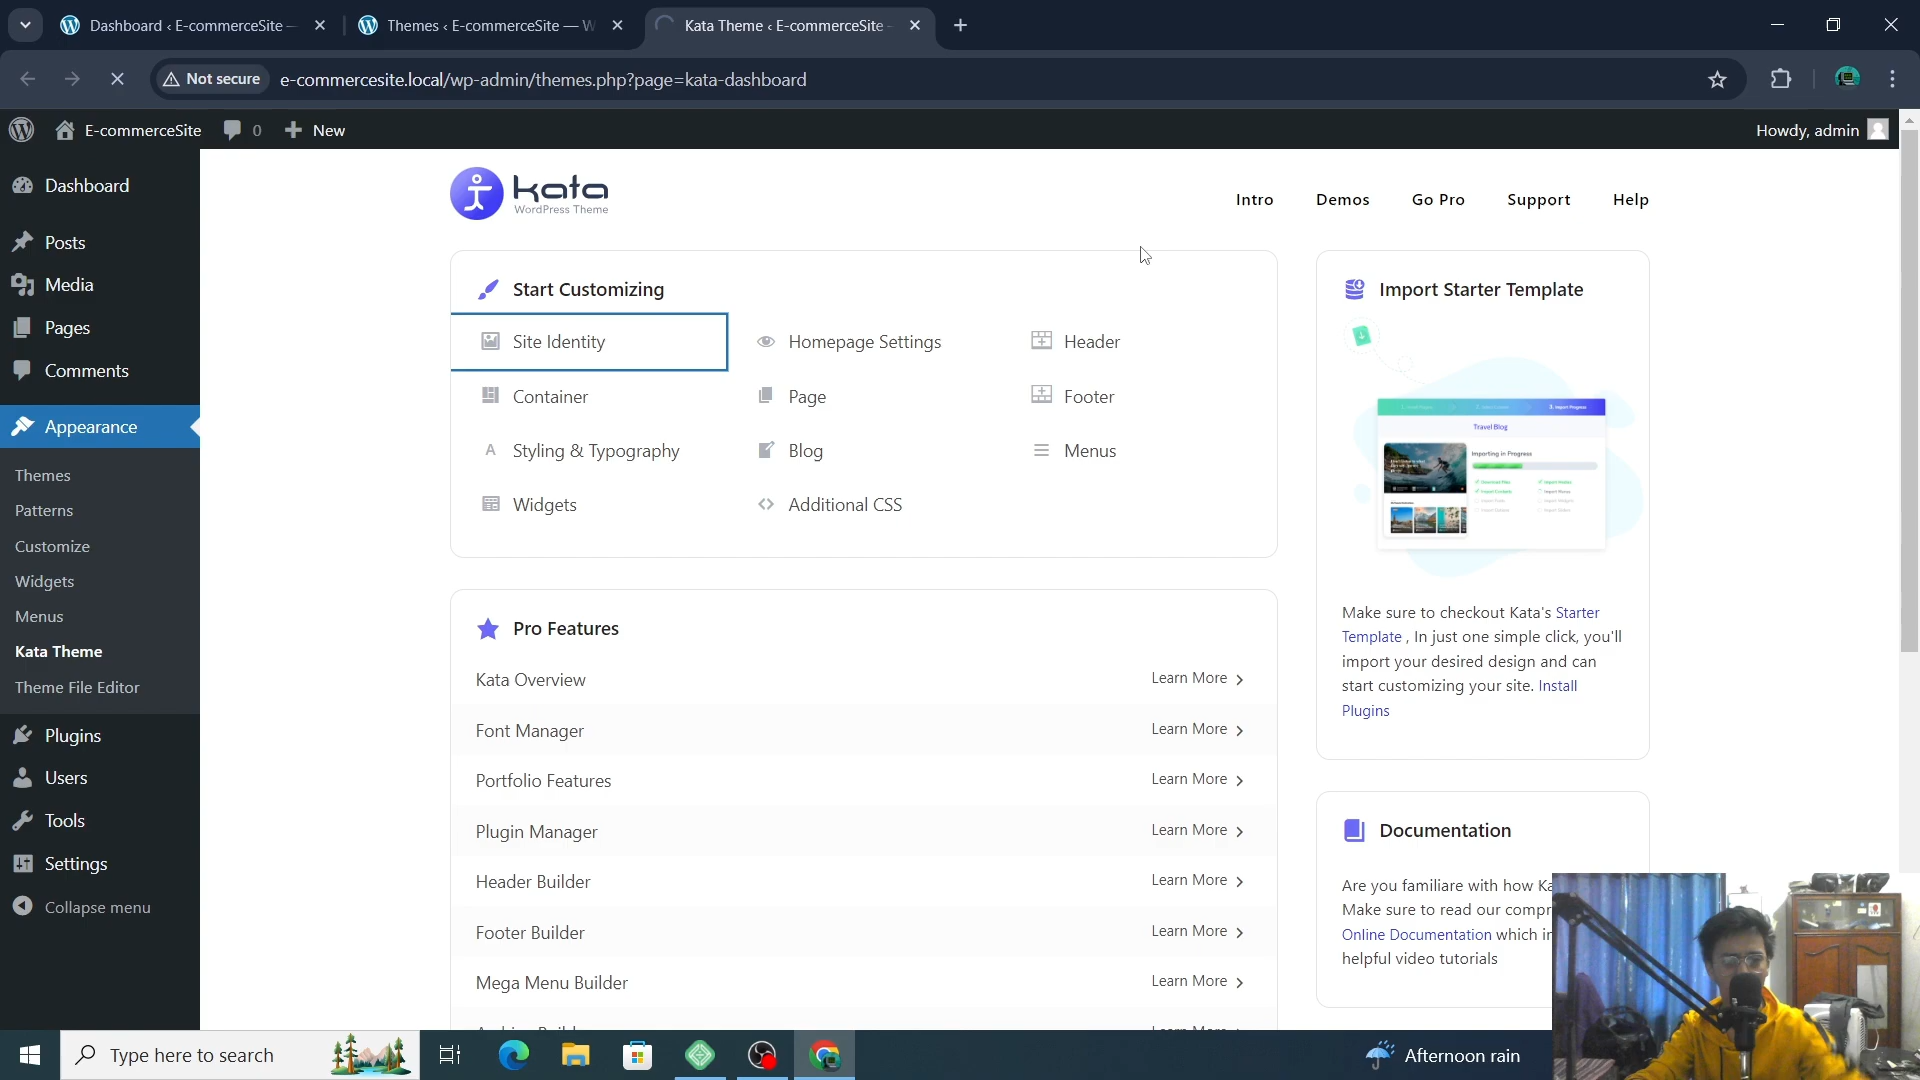 Dashboard ‹ E-commerceSite —
Themes ‹ E-commerceSite — W
Kata Theme ‹ E-commerceSite
Not secure
e-commercesite.local/wp-admin/themes.php?page=kata-dashboard
E-commerceSite
0
New
Howdy, admin
Dashboard
Posts
Media
Pages
Comments
Appearance
Themes
Patterns
Customize
Widgets
Menus
Kata Theme
Theme File Editor
Plugins
Users
Tools
Settings
Collapse menu
kata
WordPress Theme
Intro
Demos
Go Pro
Support
Help
Start Customizing
Site Identity
Homepage Settings
Header
Container
Page
Footer
Styling & Typography
Blog
Menus
Widgets
Additional CSS
Pro Features
Kata Overview
Learn More
Font Manager
Learn More
Portfolio Features
Learn More
Plugin Manager
Learn More
Header Builder
Learn More
Footer Builder
Learn More
Mega Menu Builder
Learn More
Import Starter Template
Travel Blog
Importing in Progress
Make sure to checkout Kata's Starter
Template , In just one simple click, you'll
import your desired design and can
start customizing your site. Install
Plugins
Documentation
Are you familiare with how
Make sure to read our
Online Documentation which
helpful video tutorials
Type here to search
Afternoon rain